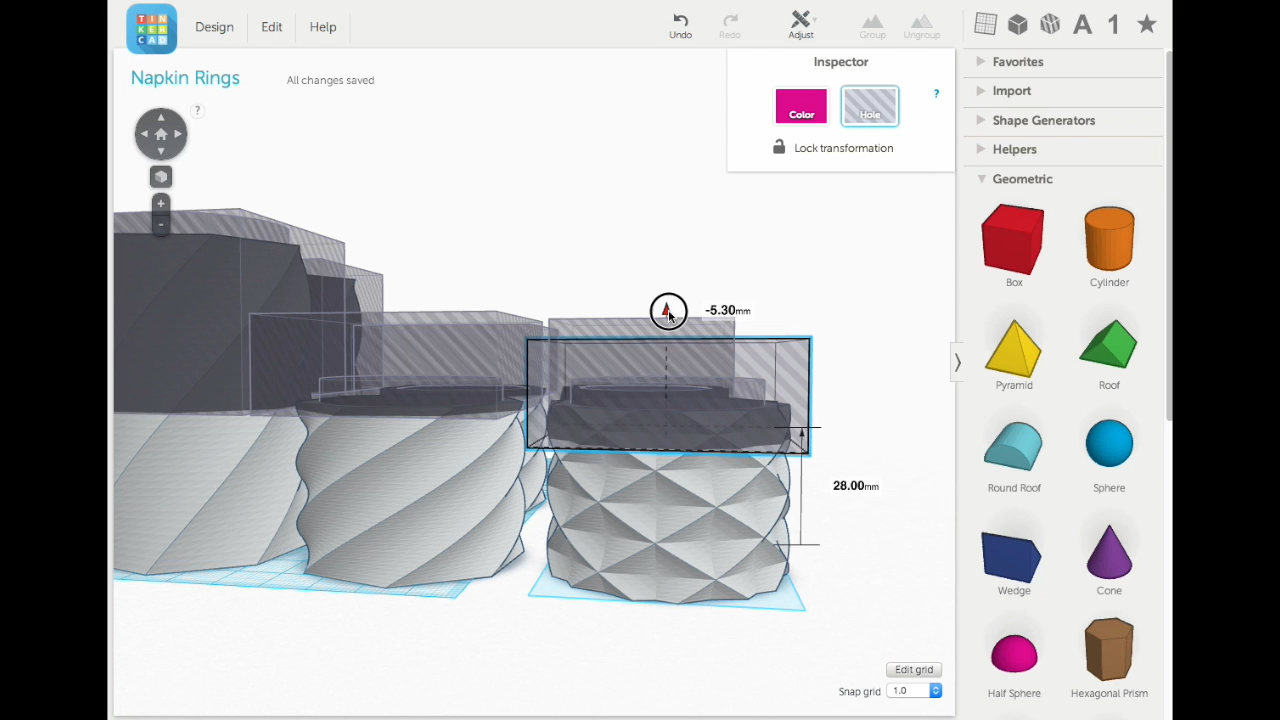 TIN
KER
CAD
Design
Edit
Help
Undo
Redo
Adjust
Group
Ungroup
A
1
Napkin Rings
All changes saved
?
Inspector
Color
Hole
?
Lock transformation
+
-
-5.30mm
28.00mm
Edit grid
Snap grid
1.0
Favorites
Import
Shape Generators
Helpers
Geometric
Box
Cylinder
Pyramid
Roof
Round Roof
Sphere
Wedge
Cone
Half Sphere
Hexagonal Prism